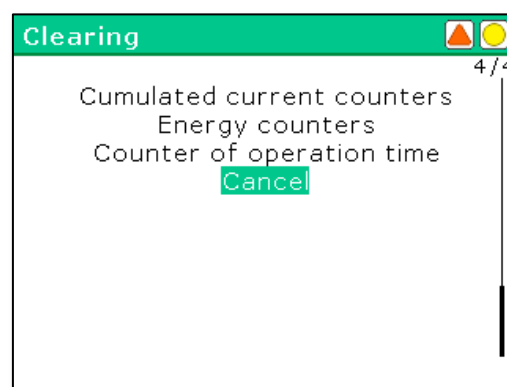 Clearing
4/4
Cumulated current counters
Energy counters
Counter of operation time
Cancel